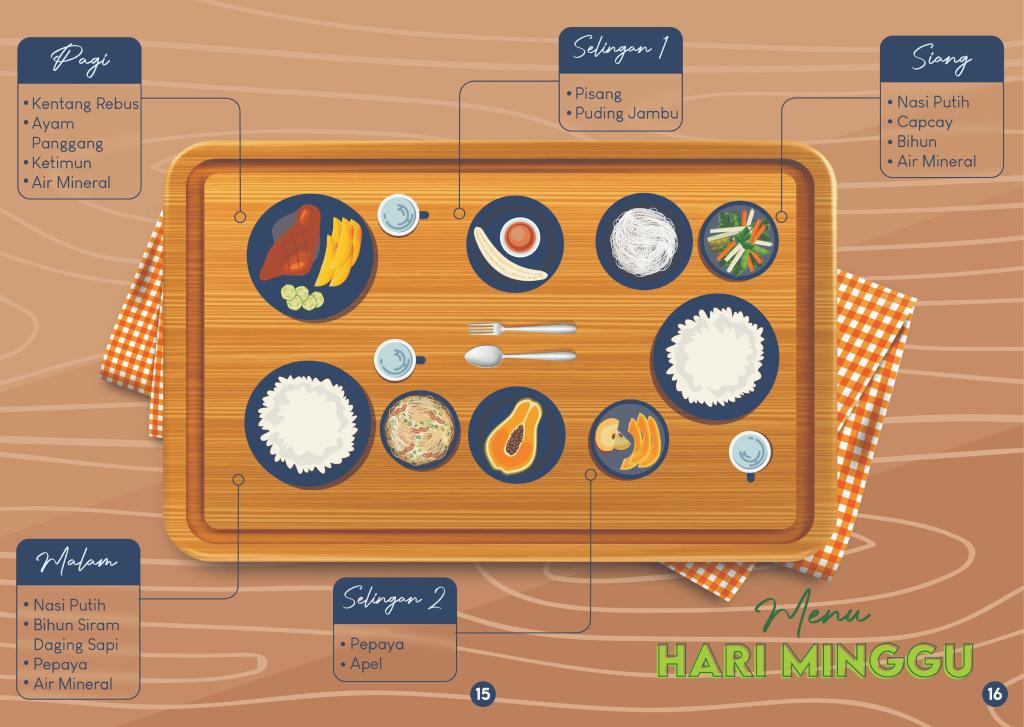 Pagi
• Kentang Rebus
• Ayam
Panggang
• Ketimun
• Air Mineral
Selingan 1
• Pisang
• Puding Jambu
Siang
• Nasi Putih
• Capcay
• Bihun
• Air Mineral
Malam
• Nasi Putih
• Bihun Siram
Daging Sapi
• Pepaya
• Air Mineral
Selingan 2
• Pepaya
• Apel
Menu
HARI MINGGU
15
16